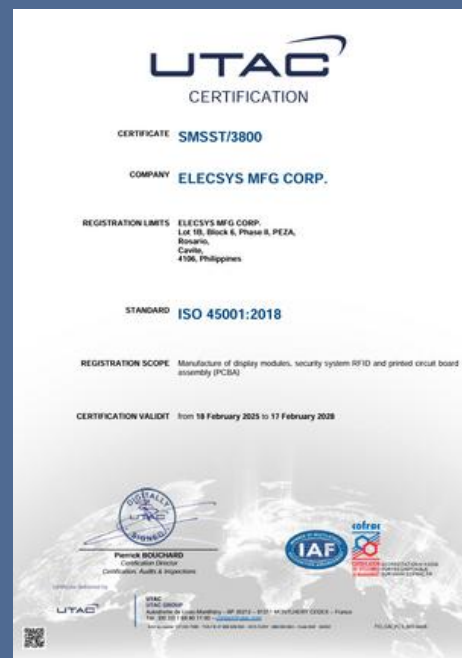 UTAC
CERTIFICATION
CERTIFICATE SMSST/3800
COMPANY ELECSYS MFG CORP.
REGISTRATION LIMITS ELECSYS MFG CORP.
Lot 1B, Block 6, Phase II, PEZA,
Rosario,
Cavite,
4106, Philippines
STANDARD ISO 45001:2018
REGISTRATION SCOPE Manufacture of display modules, security system RFID and printed circuit board
assembly (PCBA)
CERTIFICATION VALIDIT from 18 February 2025 to 17 February 2028
DIGITALLY
UTAC
SIGNED
Pierrick BOUCHARD
Certification Director
Certification, Audits & Inspections
IAF
cofrac
UTAC
UTAC
UTAC GROUP